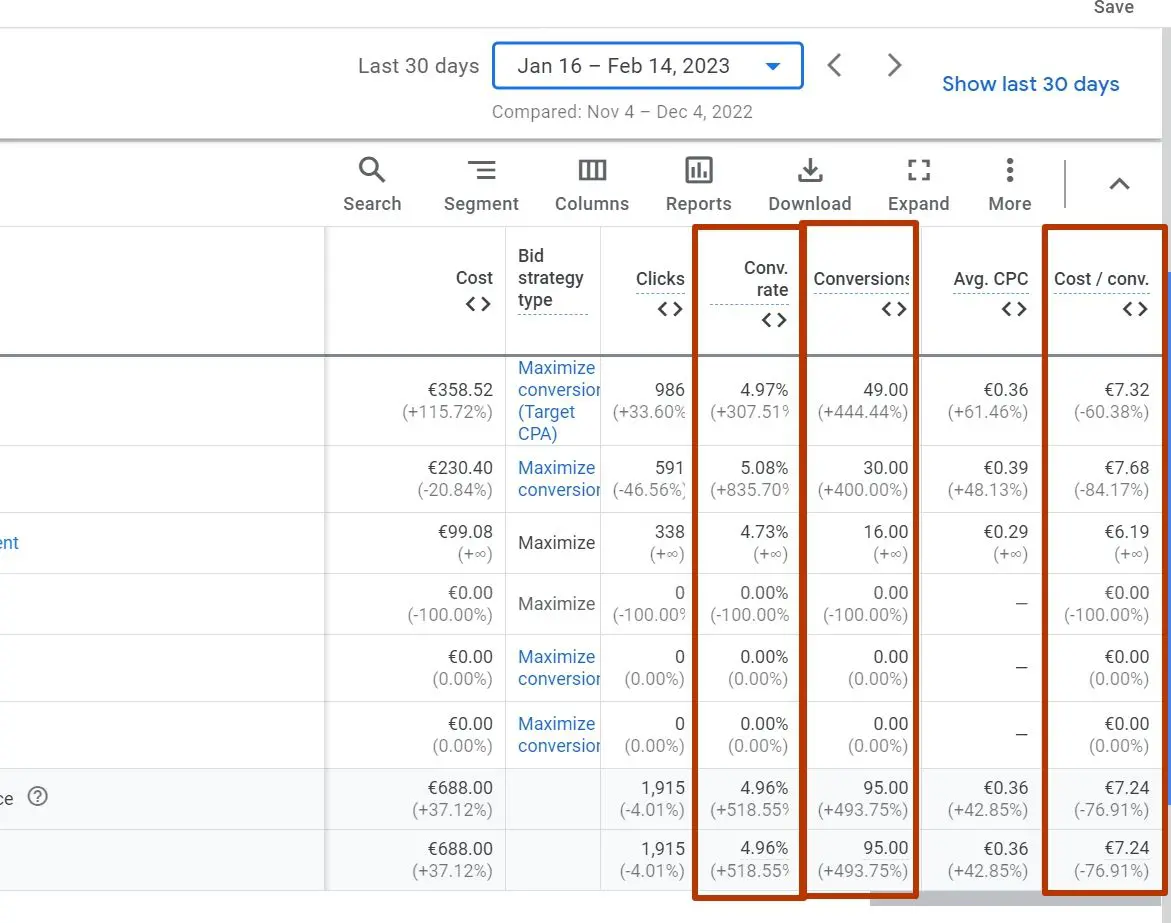 Save
Last 30 days Jan 16 – Feb 14, 2023
Show last 30 days
Compared: Nov 4 – Dec 4, 2022
Search Segment Columns Reports Download Expand More
Cost Bid strategy type Clicks Conv. rate Conversions Avg. CPC Cost / conv.
€358.52 Maximize conversion (Target CPA) 986 4.97% 49.00 €0.36 €7.32
(+115.72%) (+33.60% (+307.51% (+444.44%) (+61.46%) (-60.38%)
€230.40 Maximize conversion 591 5.08% 30.00 €0.39 €7.68
(-20.84%) (-46.56%) (+835.70% (+400.00%) (+48.13%) (-84.17%)
ent €99.08 Maximize 338 4.73% 16.00 €0.29 €6.19
(+∞) (+∞) (+∞) (+∞) (+∞) (+∞)
€0.00 Maximize 0 0.00% 0.00 — €0.00
(-100.00%) (-100.00% (-100.00% (-100.00%) (-100.00%)
€0.00 Maximize conversion 0 0.00% 0.00 — €0.00
(0.00%) (0.00%) (0.00%) (0.00%) (0.00%)
€0.00 Maximize conversion 0 0.00% 0.00 — €0.00
(0.00%) (0.00%) (0.00%) (0.00%) (0.00%)
ce €688.00 1,915 4.96% 95.00 €0.36 €7.24
(+37.12%) (-4.01%) (+518.55% (+493.75%) (+42.85%) (-76.91%)
€688.00 1,915 4.96% 95.00 €0.36 €7.24
(+37.12%) (-4.01%) (+518.55% (+493.75%) (+42.85%) (-76.91%)